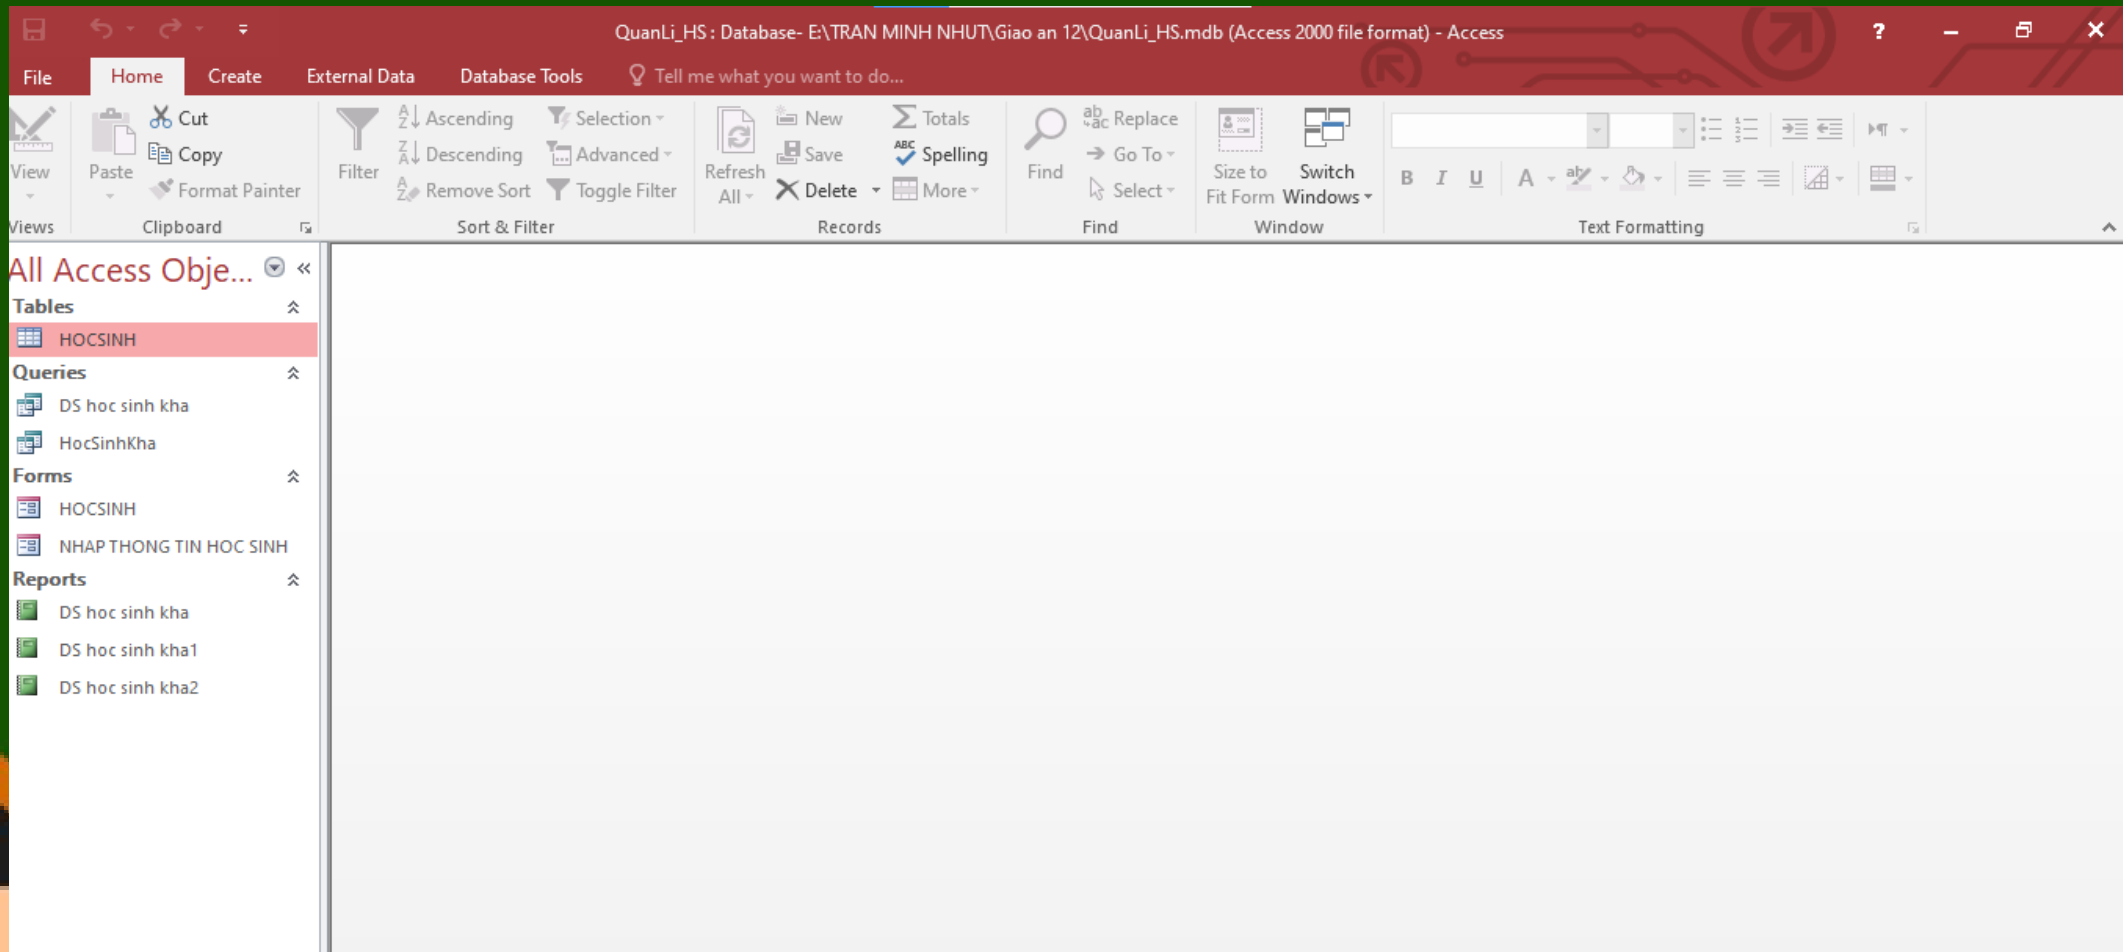 QuanLi_HS : Database- E:\TRAN MINH NHUT\Giao an 12\QuanLi_HS.mdb (Access 2000 file format) - Access
?
File Home Create External Data Database Tools Tell me what you want to do...
View
Views
Paste
Cut
Copy
Format Painter
Clipboard
Filter
Ascending
Descending
Remove Sort
Selection
Advanced
Toggle Filter
Sort & Filter
Refresh
All
New
Save
Delete
Totals
Spelling
More
Records
Find
Replace
Go To
Select
Find
Size to
Fit Form
Switch
Windows
Window
B I U A
Text Formatting
All Access Obje...
Tables
HOCSINH
Queries
DS hoc sinh kha
HocSinhKha
Forms
HOCSINH
NHAP THONG TIN HOC SINH
Reports
DS hoc sinh kha
DS hoc sinh kha1
DS hoc sinh kha2